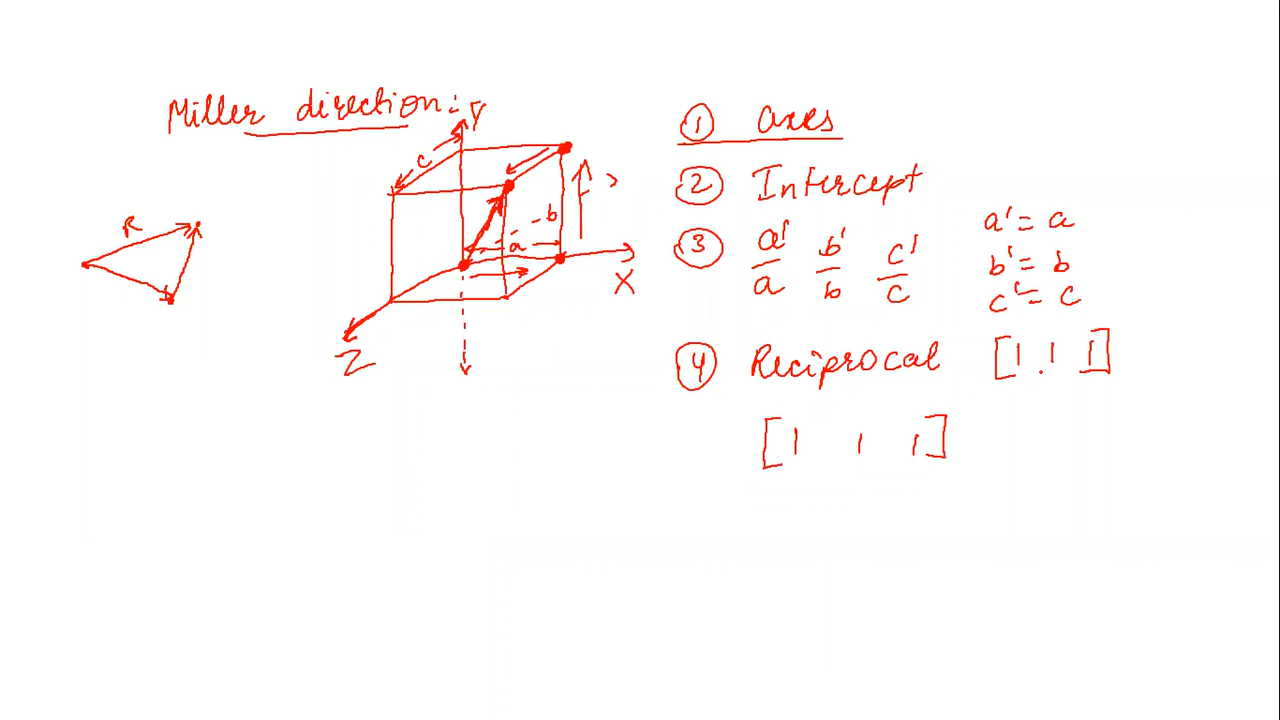 Miller direction:
Y
c
R
b
a
X
Z
① axes
② Intercept
③ a'/a b'/b c'/c
a' = a
b' = b
c' = c
④ Reciprocal [1 1 1]
[1 1 1]